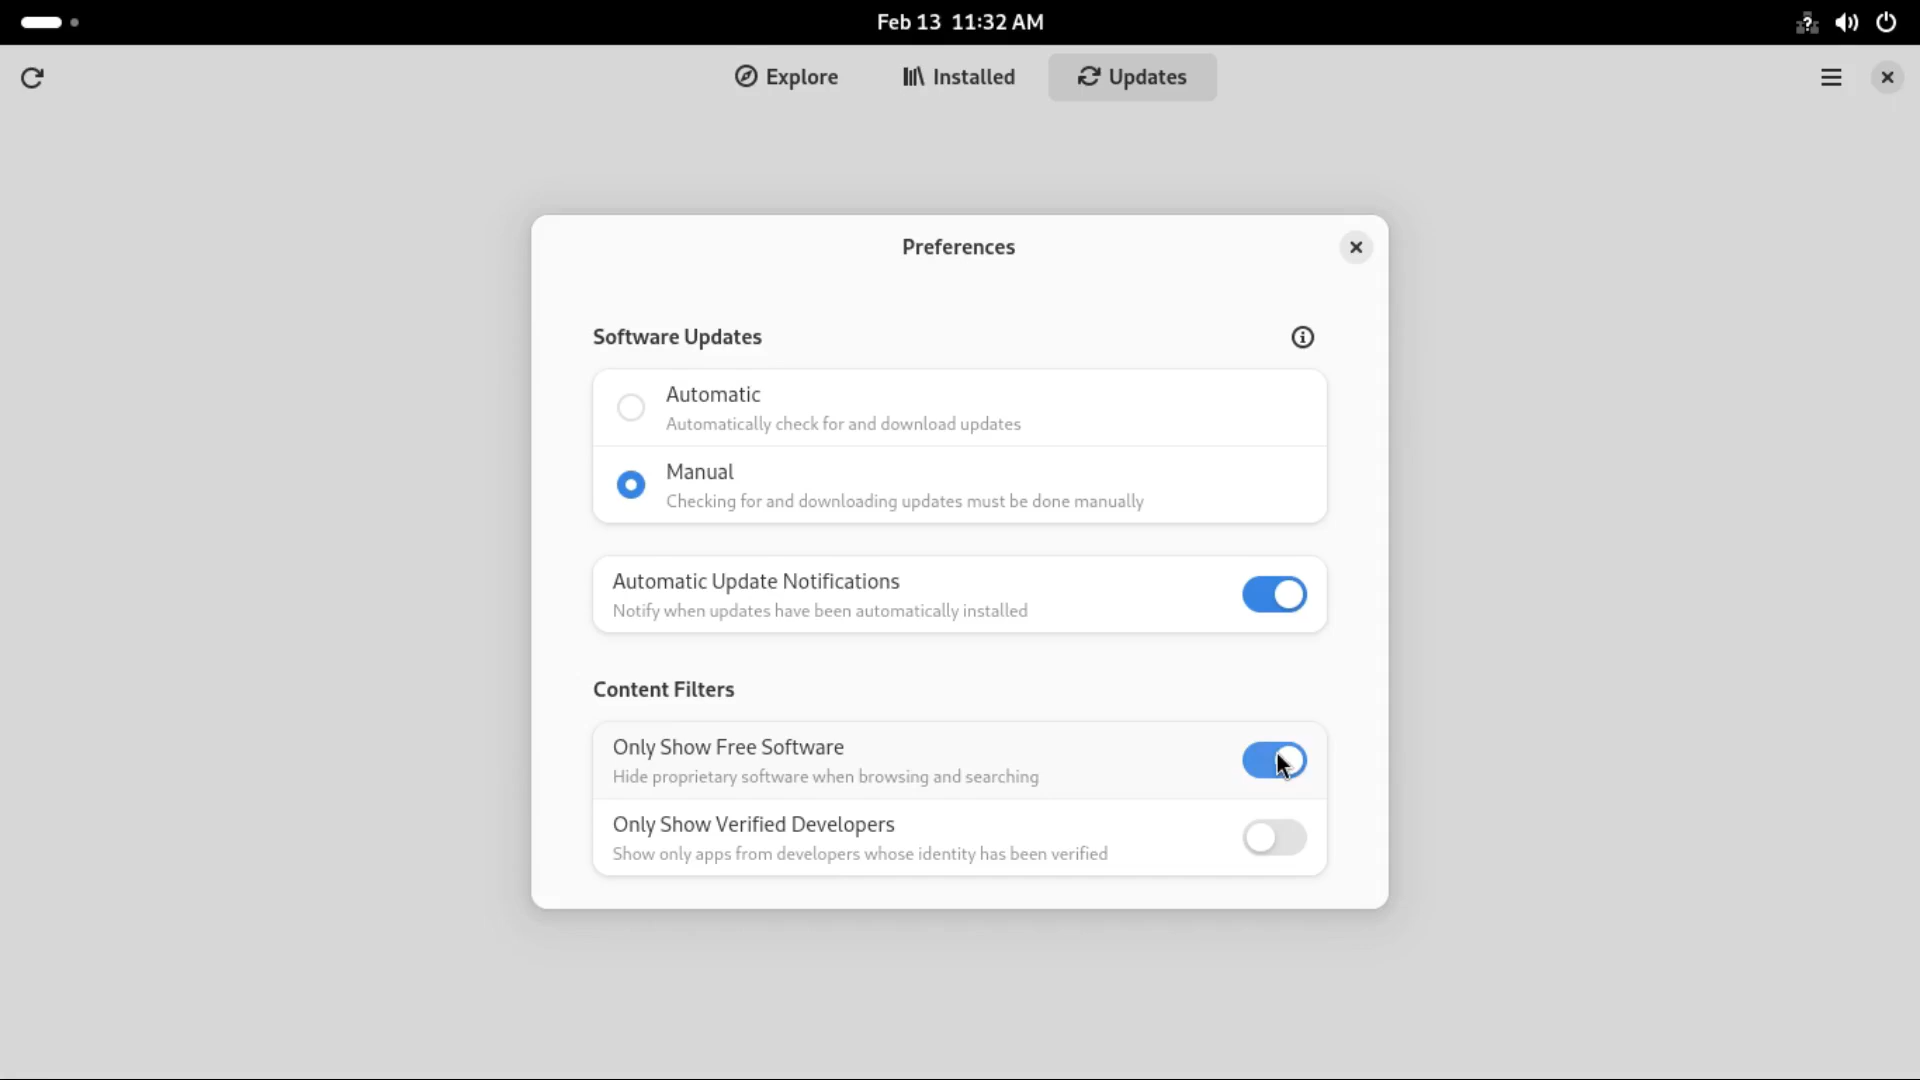 Feb 13 11:32 AM
Explore
Installed
Updates
Preferences
Software Updates
Automatic
Automatically check for and download updates
Manual
Checking for and downloading updates must be done manually
Automatic Update Notifications
Notify when updates have been automatically installed
Content Filters
Only Show Free Software
Hide proprietary software when browsing and searching
Only Show Verified Developers
Show only apps from developers whose identity has been verified